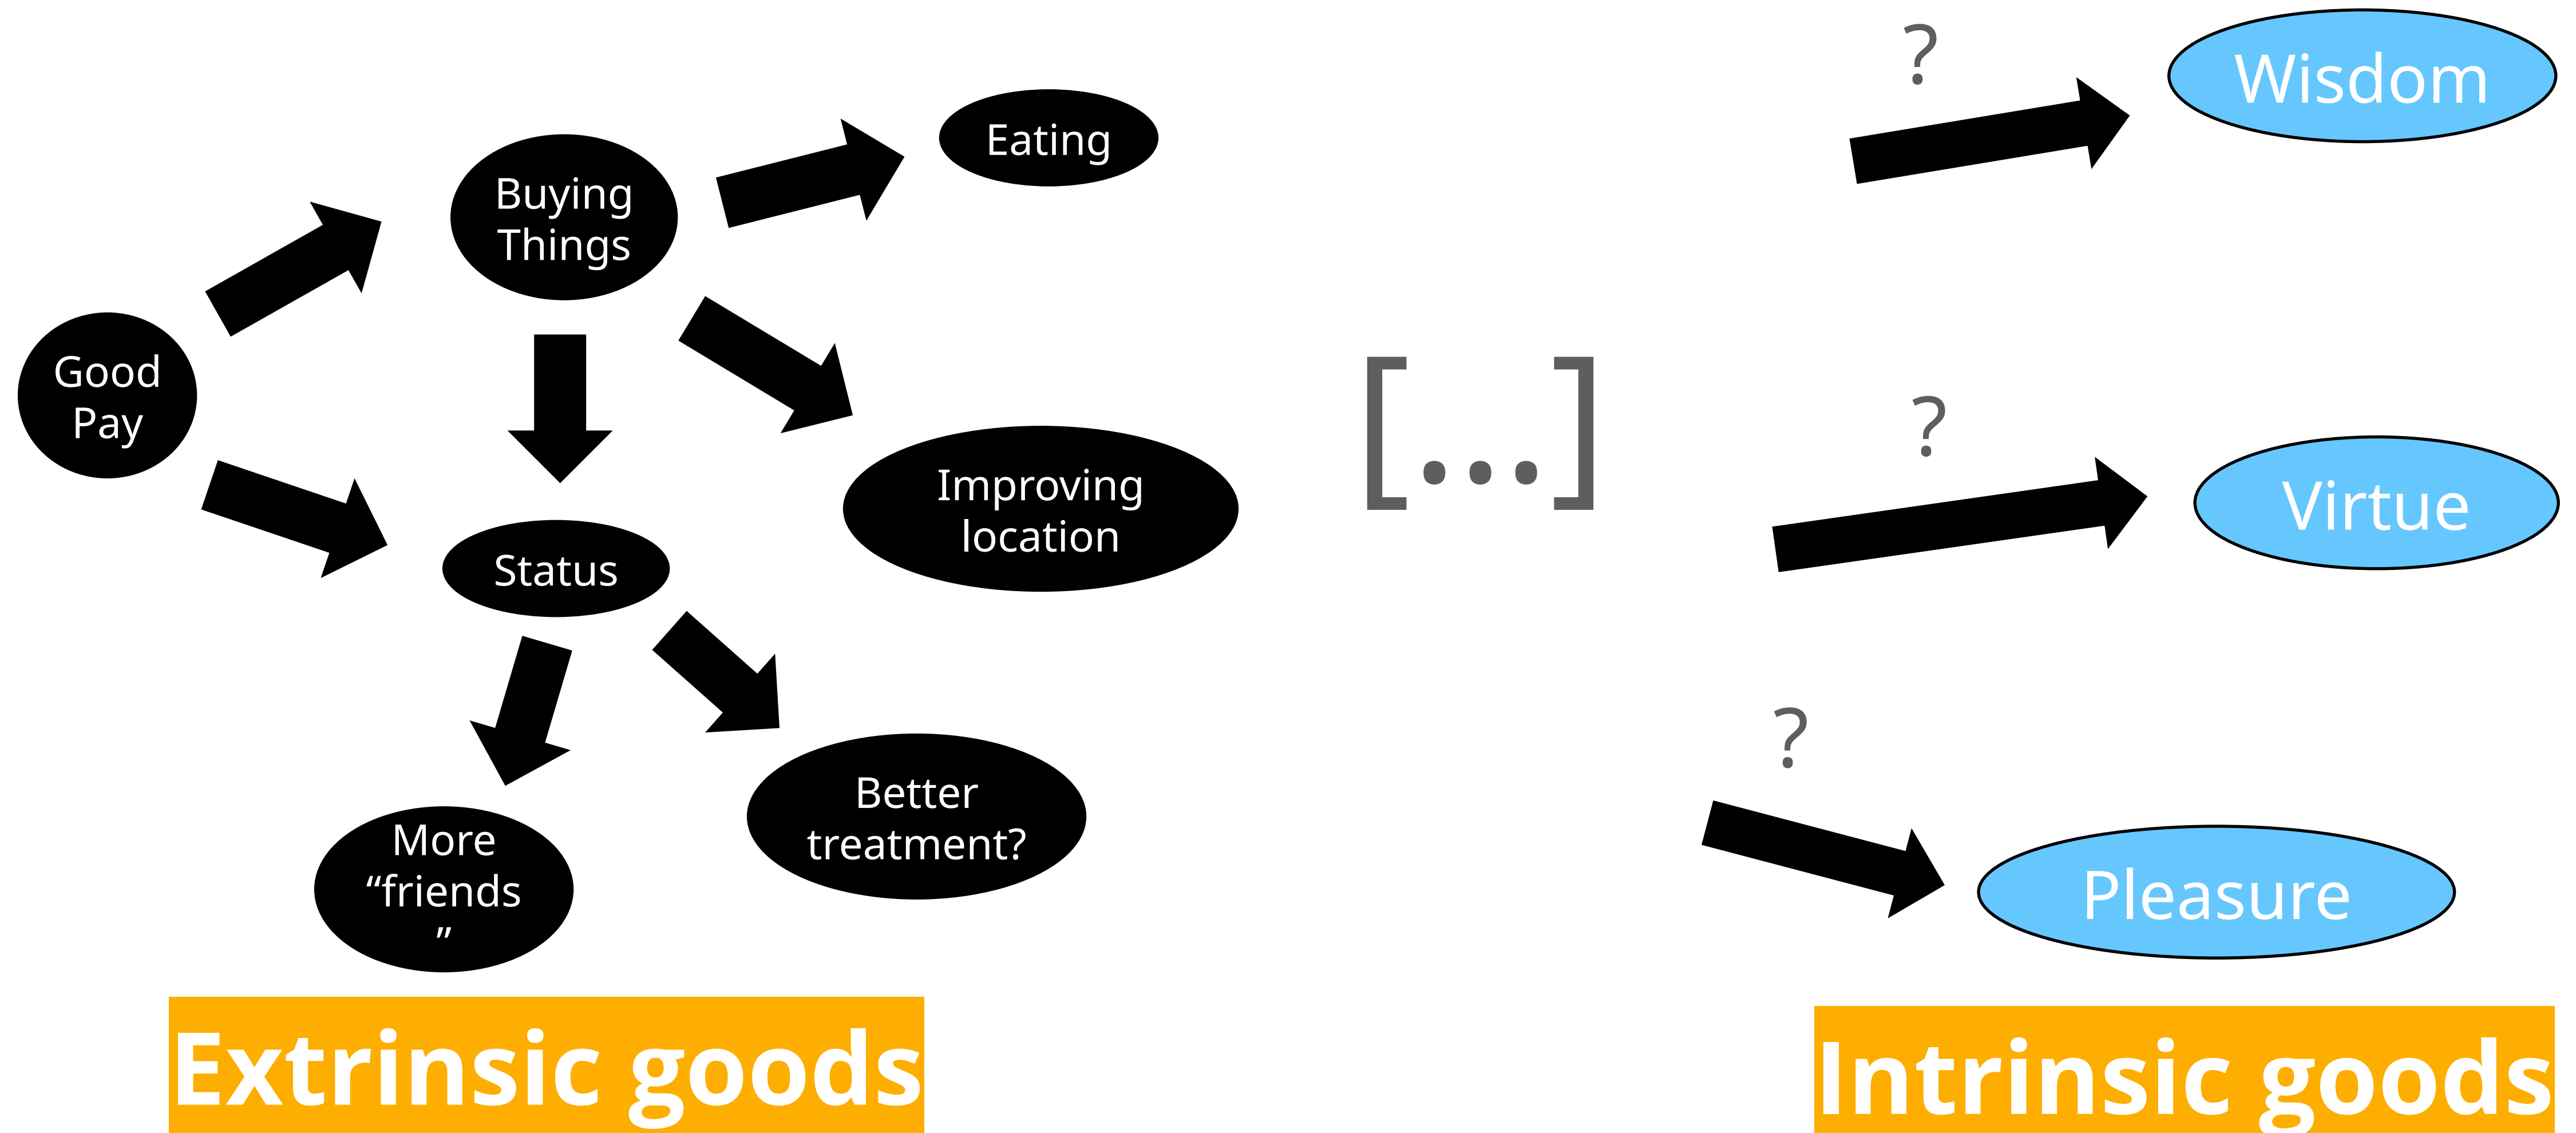 Good
Pay
Buying
Things
Eating
Improving
location
Status
More
“friends
”
Better
treatment?
[...]
?
Wisdom
?
Virtue
?
Pleasure
Extrinsic goods
Intrinsic goods